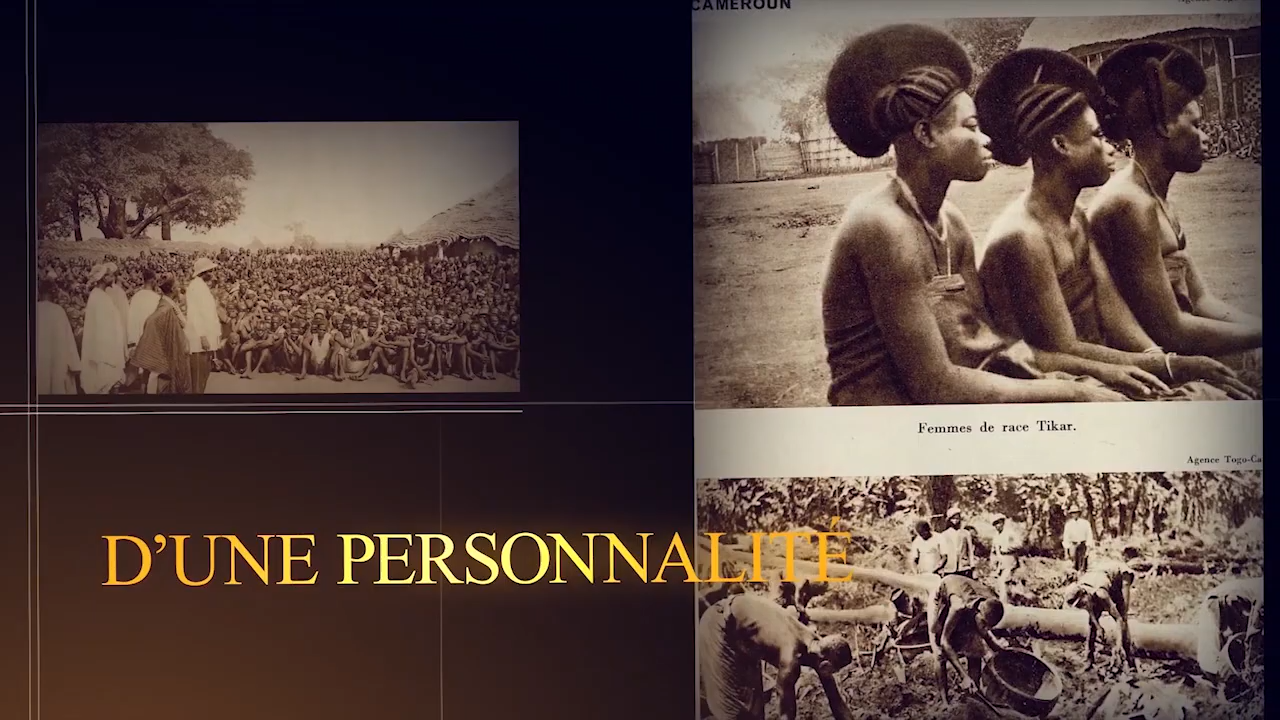 CAMEROUN
Femmes de race Tikar.
Agence Togo-Ca
D'UNE PERSONNALITÉ